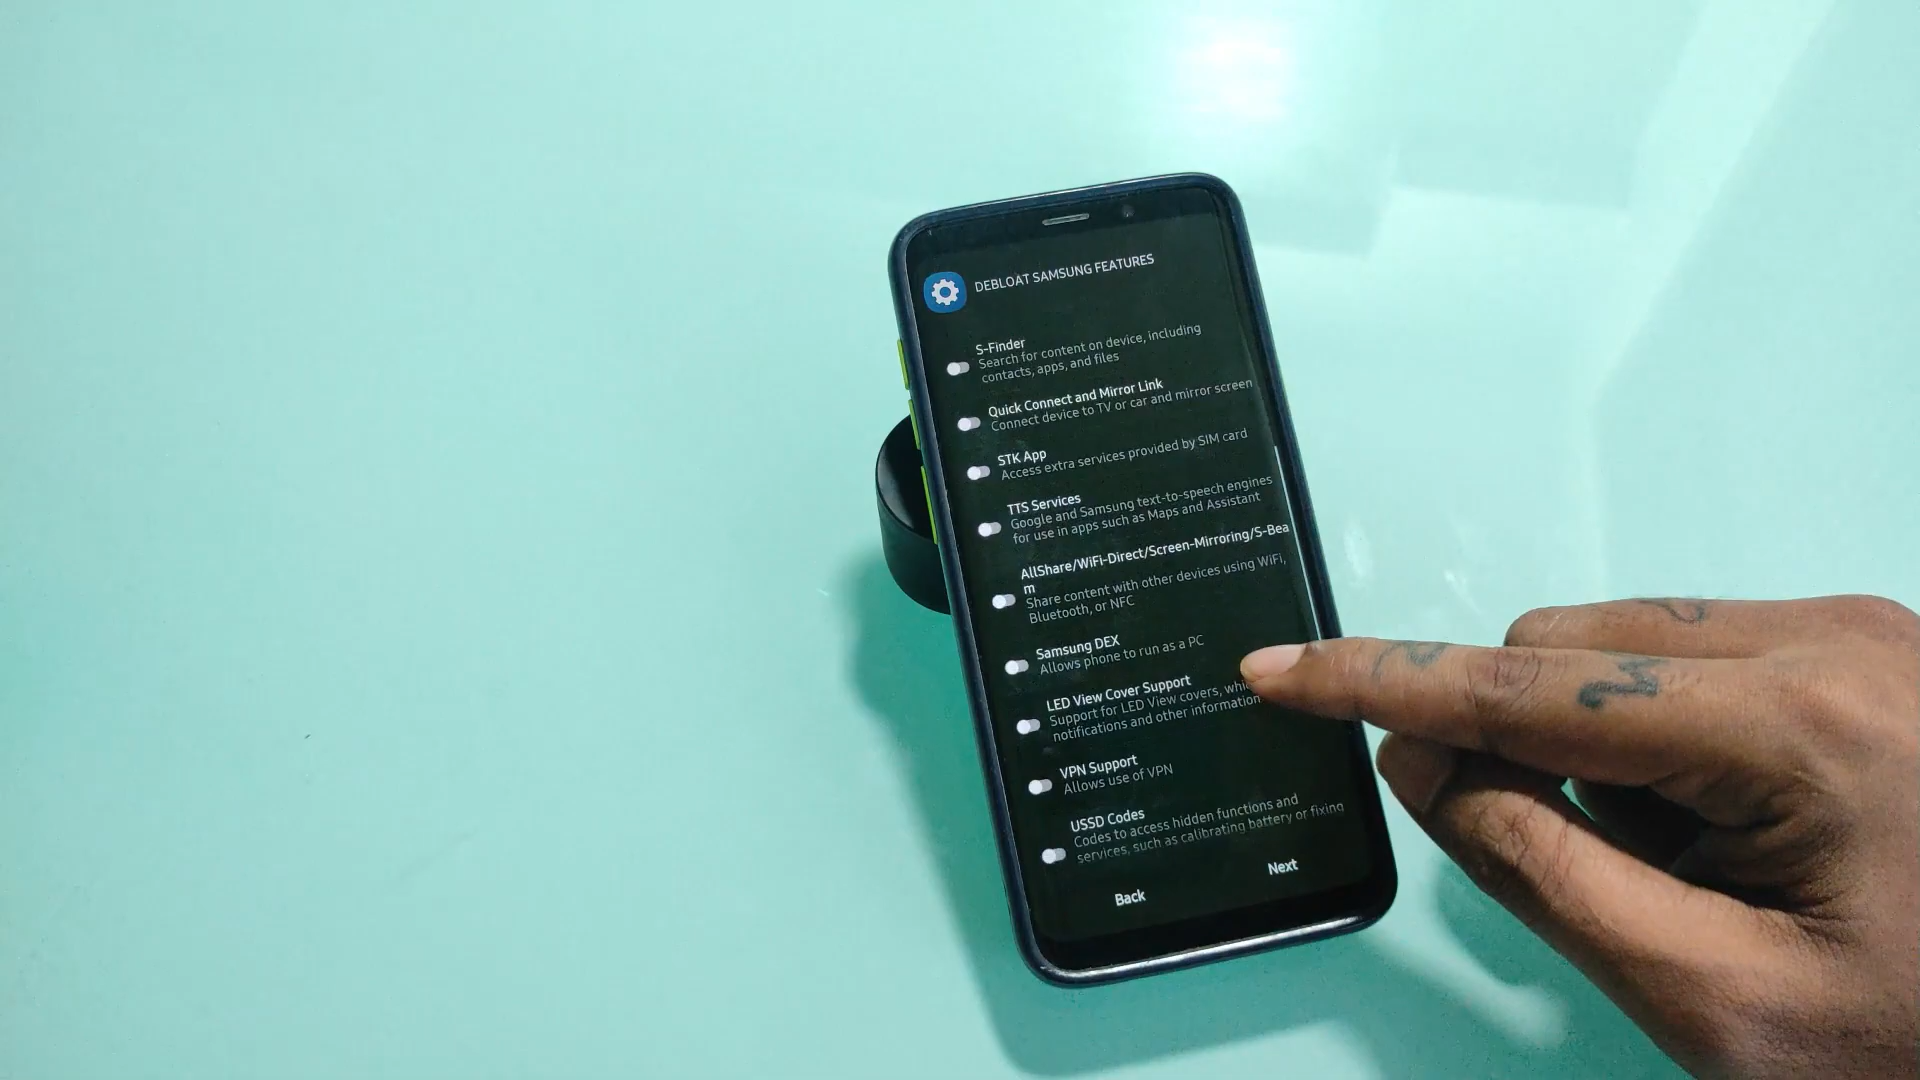 DEBLOAT SAMSUNG FEATURES
S-Finder
Search for content on device, including
contacts, apps, and files
Quick Connect and Mirror Link
Connect device to TV or car and mirror screen
STK App
Access extra services provided by SIM card
TTS Services
Google and Samsung text-to-speech engines
for use in apps such as Maps and Assistant
AllShare/WiFi-Direct/Screen-Mirroring/S-Bea
m
Share content with other devices using WiFi,
Bluetooth, or NFC
Samsung DEX
Allows phone to run as a PC
LED View Cover Support
Support for LED View covers,
notifications and other information
VPN Support
Allows use of VPN
USSD Codes
Codes to access hidden functions and
services, such as calibrating battery or fixing
Back
Next